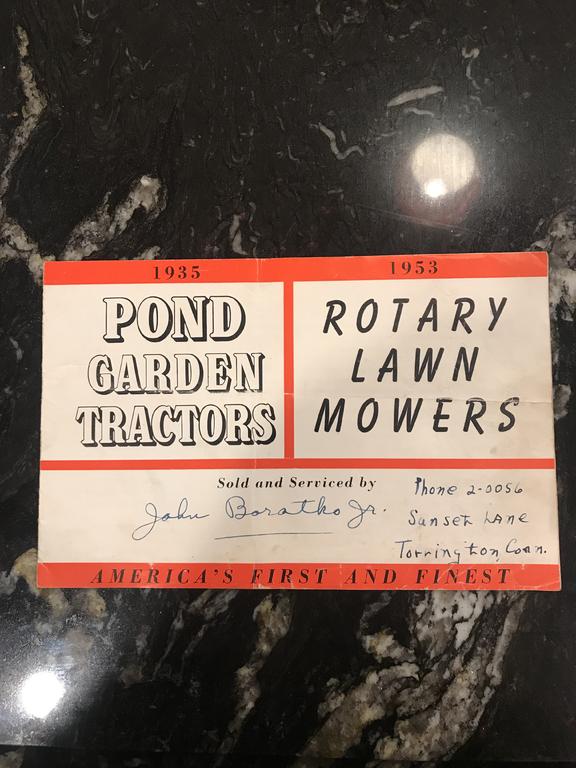 1935
POND
GARDEN
TRACTORS
1953
ROTARY
LAWN
MOWERS
Sold and Serviced by
John Boratko Jr.
Phone 2-0056
Sunset Lane
Torrington, Conn.
AMERICA'S FIRST AND FINEST